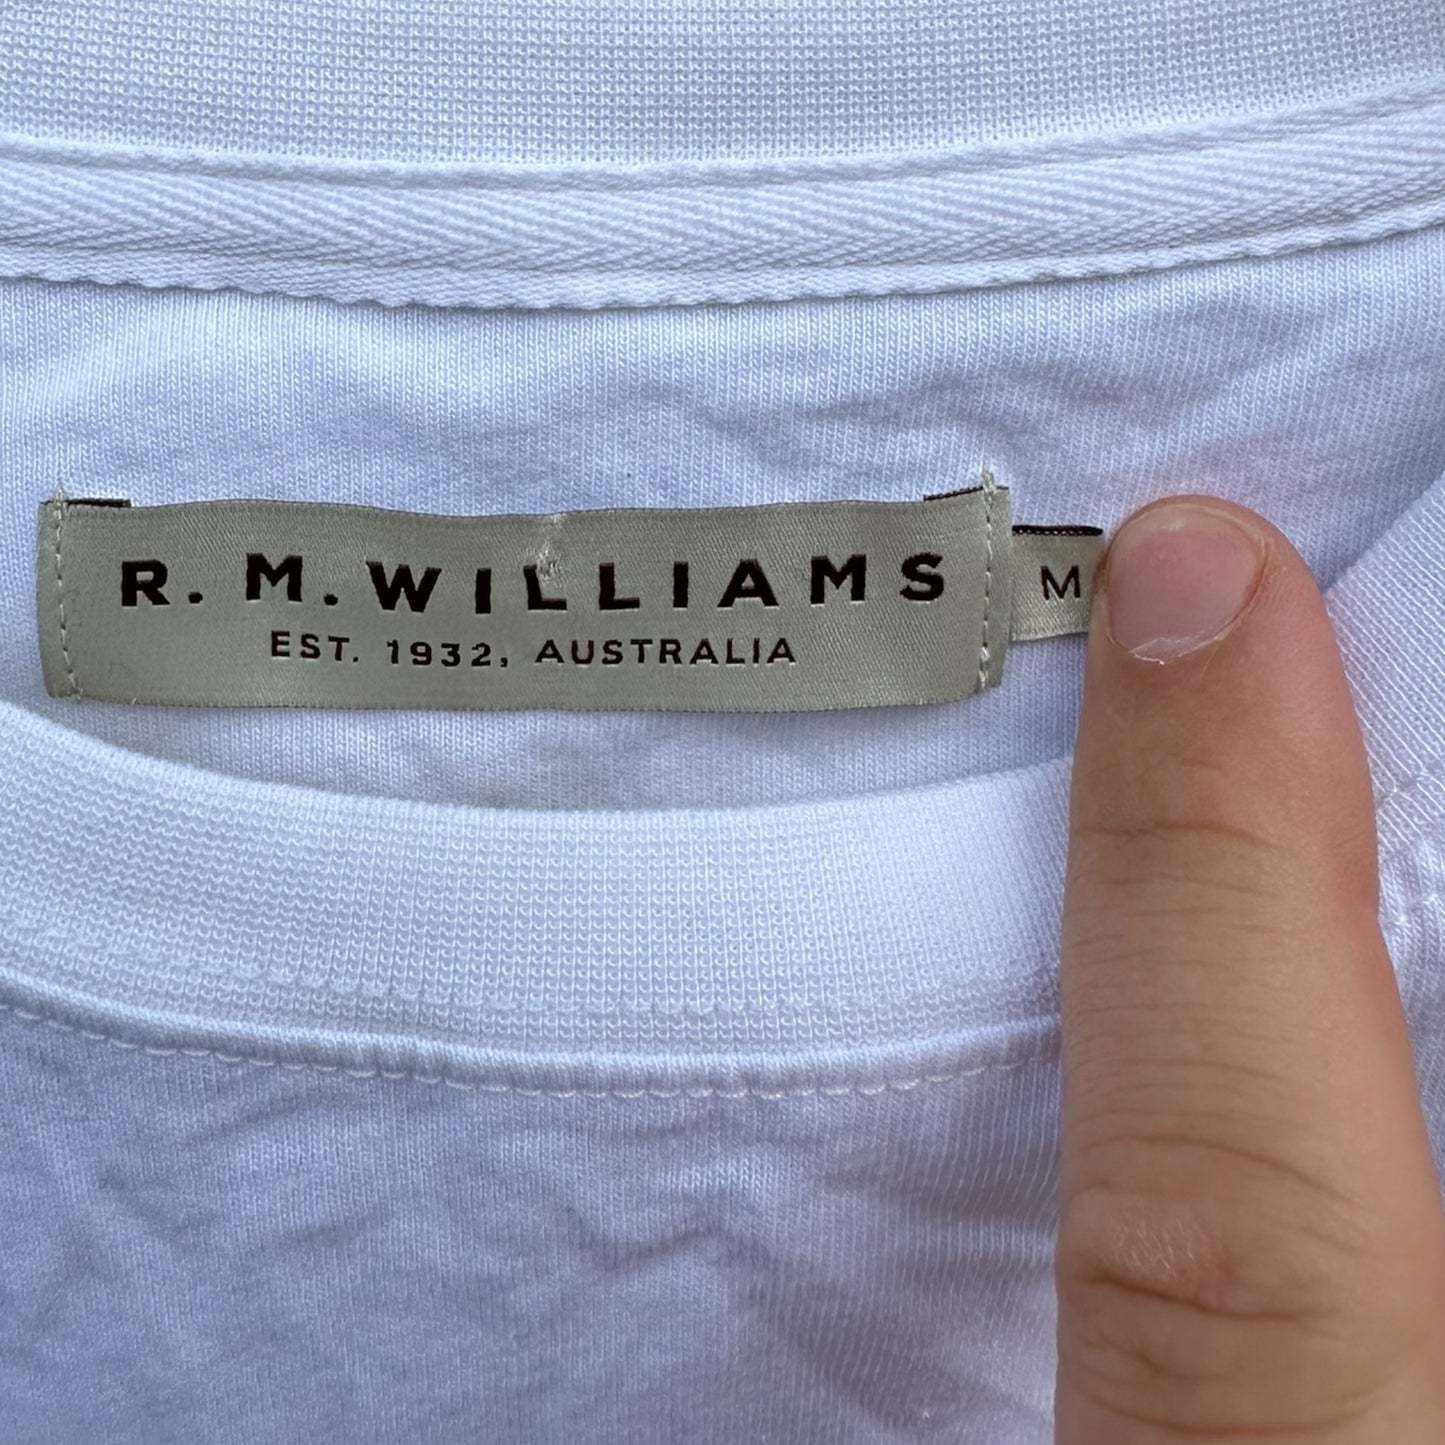 R. M. WILLIAMS
EST. 1932, AUSTRALIA
M